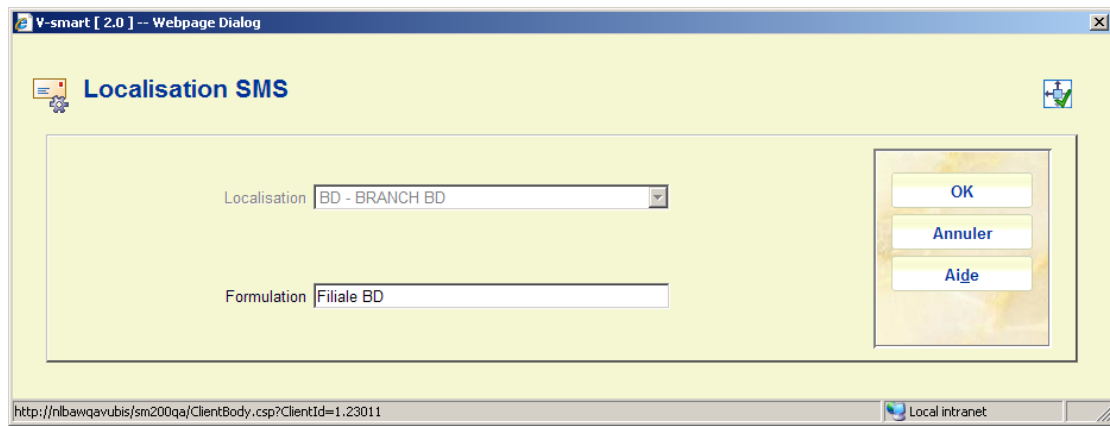 V-smart [ 2.0 ] -- Webpage Dialog
Localisation SMS
Localisation BD - BRANCH BD
OK
Annuler
Aide
Formulation Filiale BD
http://nlbawqavubis/sm200qa/ClientBody.csp?ClientId=1.23011
Local intranet